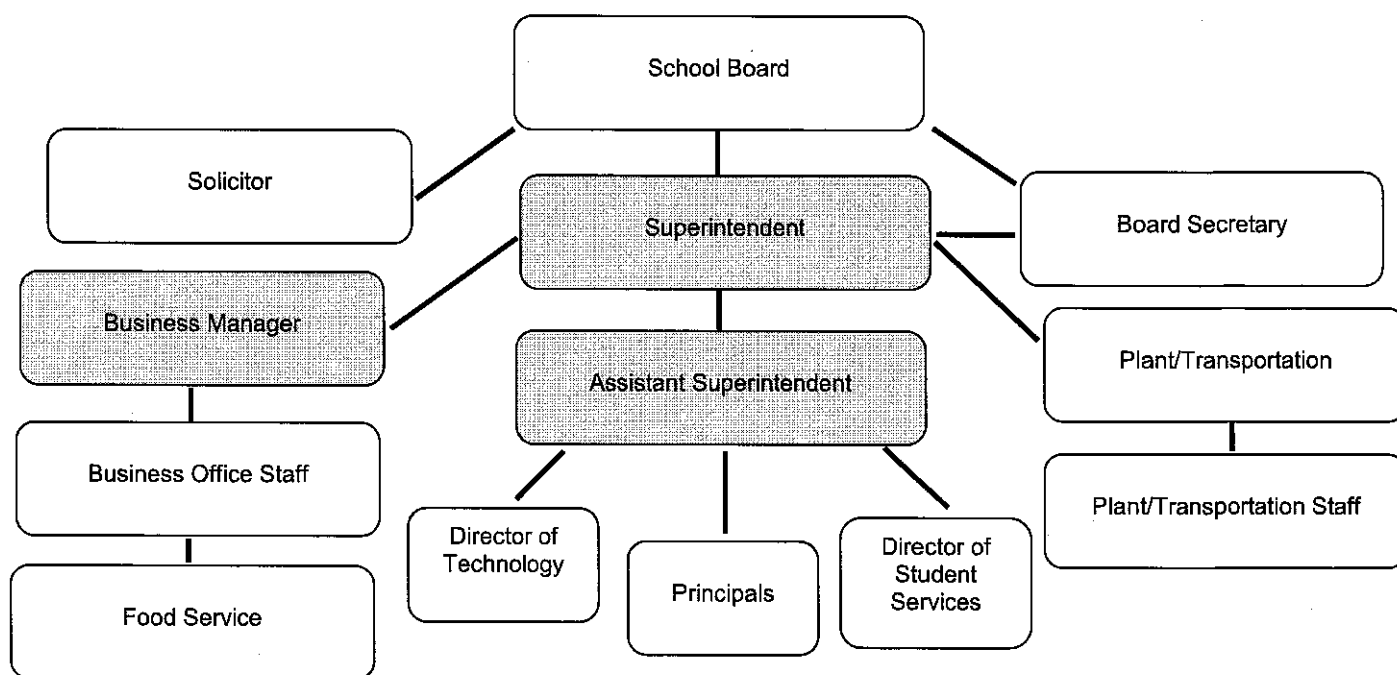 School Board
Solicitor
Superintendent
Board Secretary
Business Manager
Plant/Transportation
Assistant Superintendent
Business Office Staff
Plant/Transportation Staff
Director of
Technology
Principals
Director of
Student
Services
Food Service